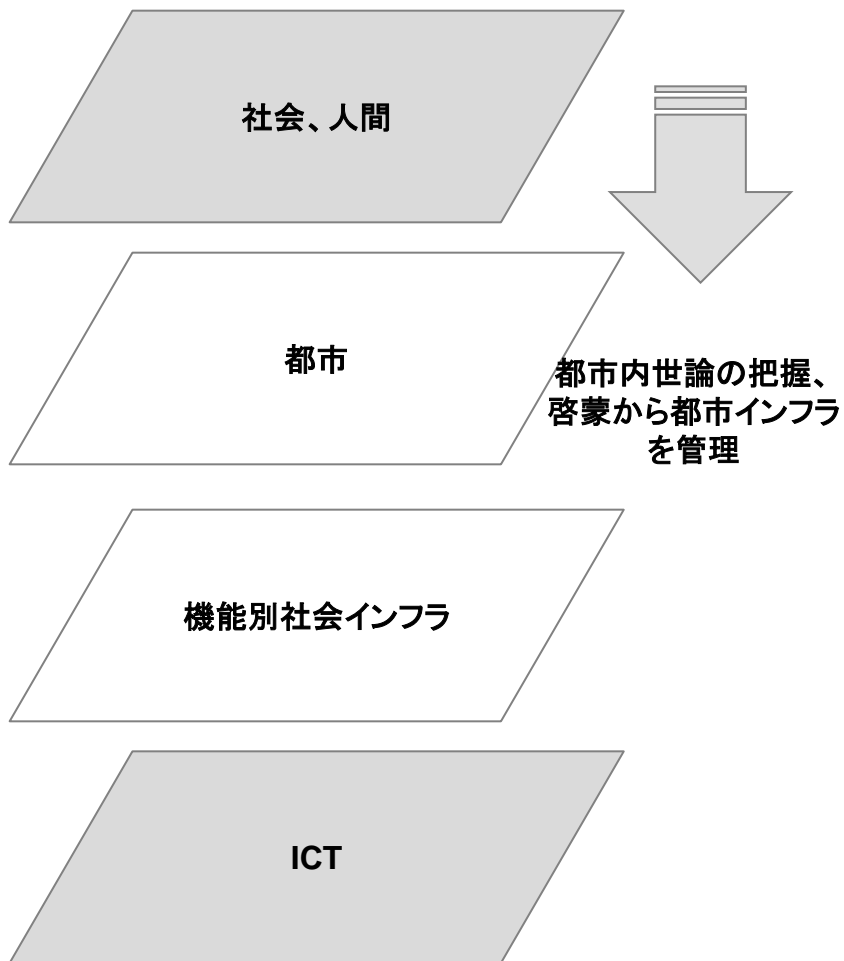 社会、人間
都市
都市内世論の把握、
啓蒙から都市インフラ
を管理
機能別社会インフラ
ICT